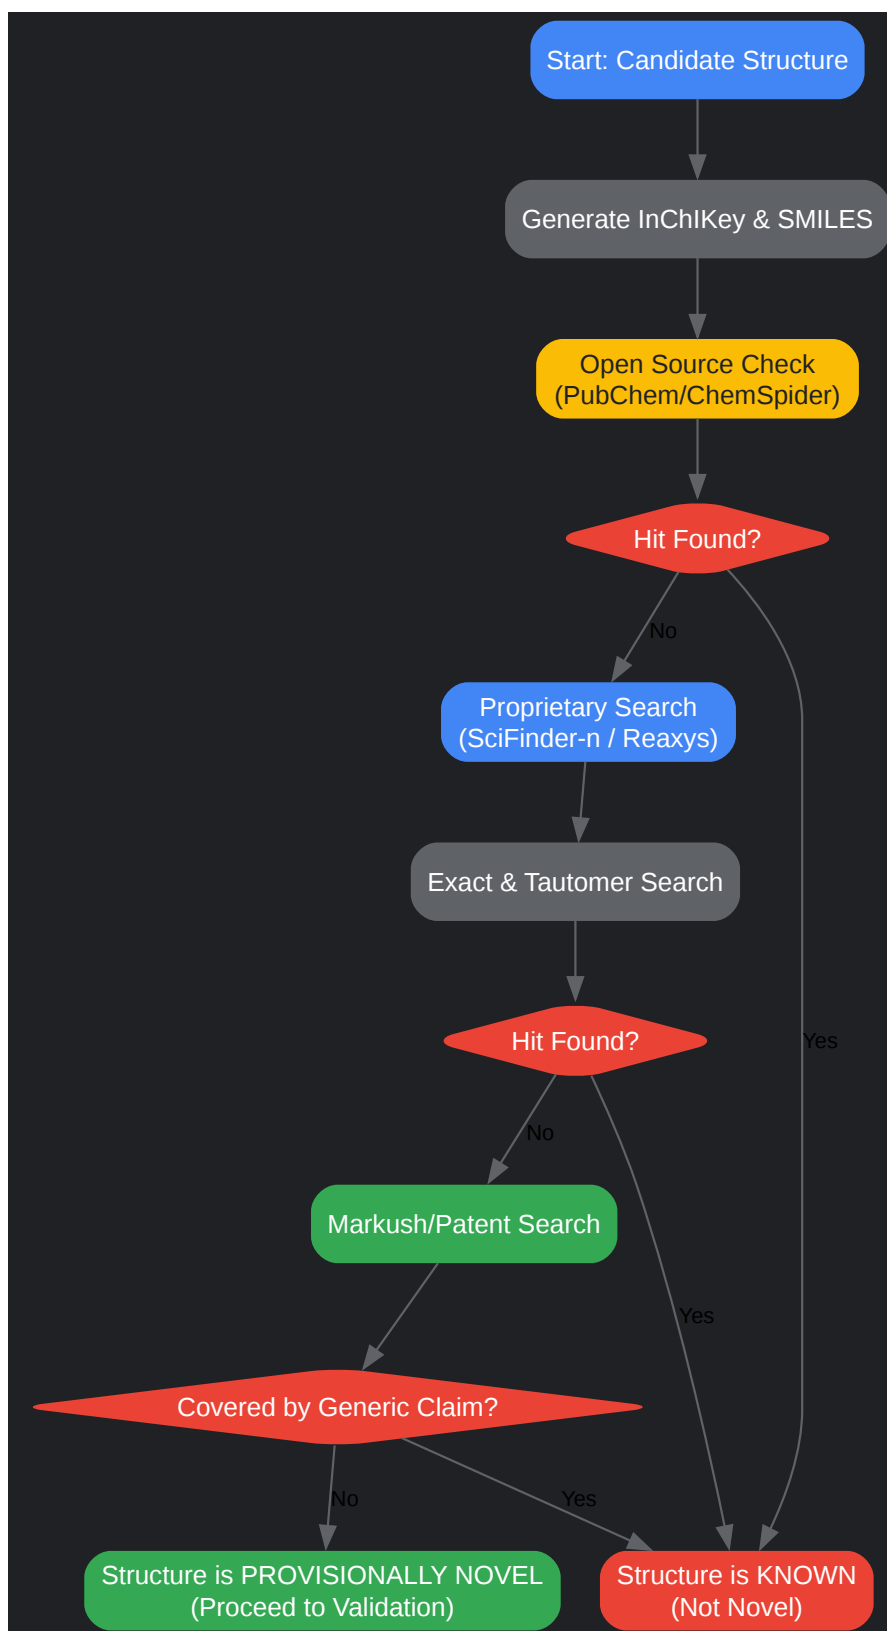 Start: Candidate Structure
Generate InChIKey & SMILES
Open Source Check
(PubChem/ChemSpider)
Hit Found?
No
Proprietary Search
(SciFinder-n / Reaxys)
Exact & Tautomer Search
Hit Found?
Yes
No
Markush/Patent Search
Yes
Covered by Generic Claim?
No
Yes
Structure is PROVISIONALLY NOVEL
(Proceed to Validation)
Structure is KNOWN
(Not Novel)